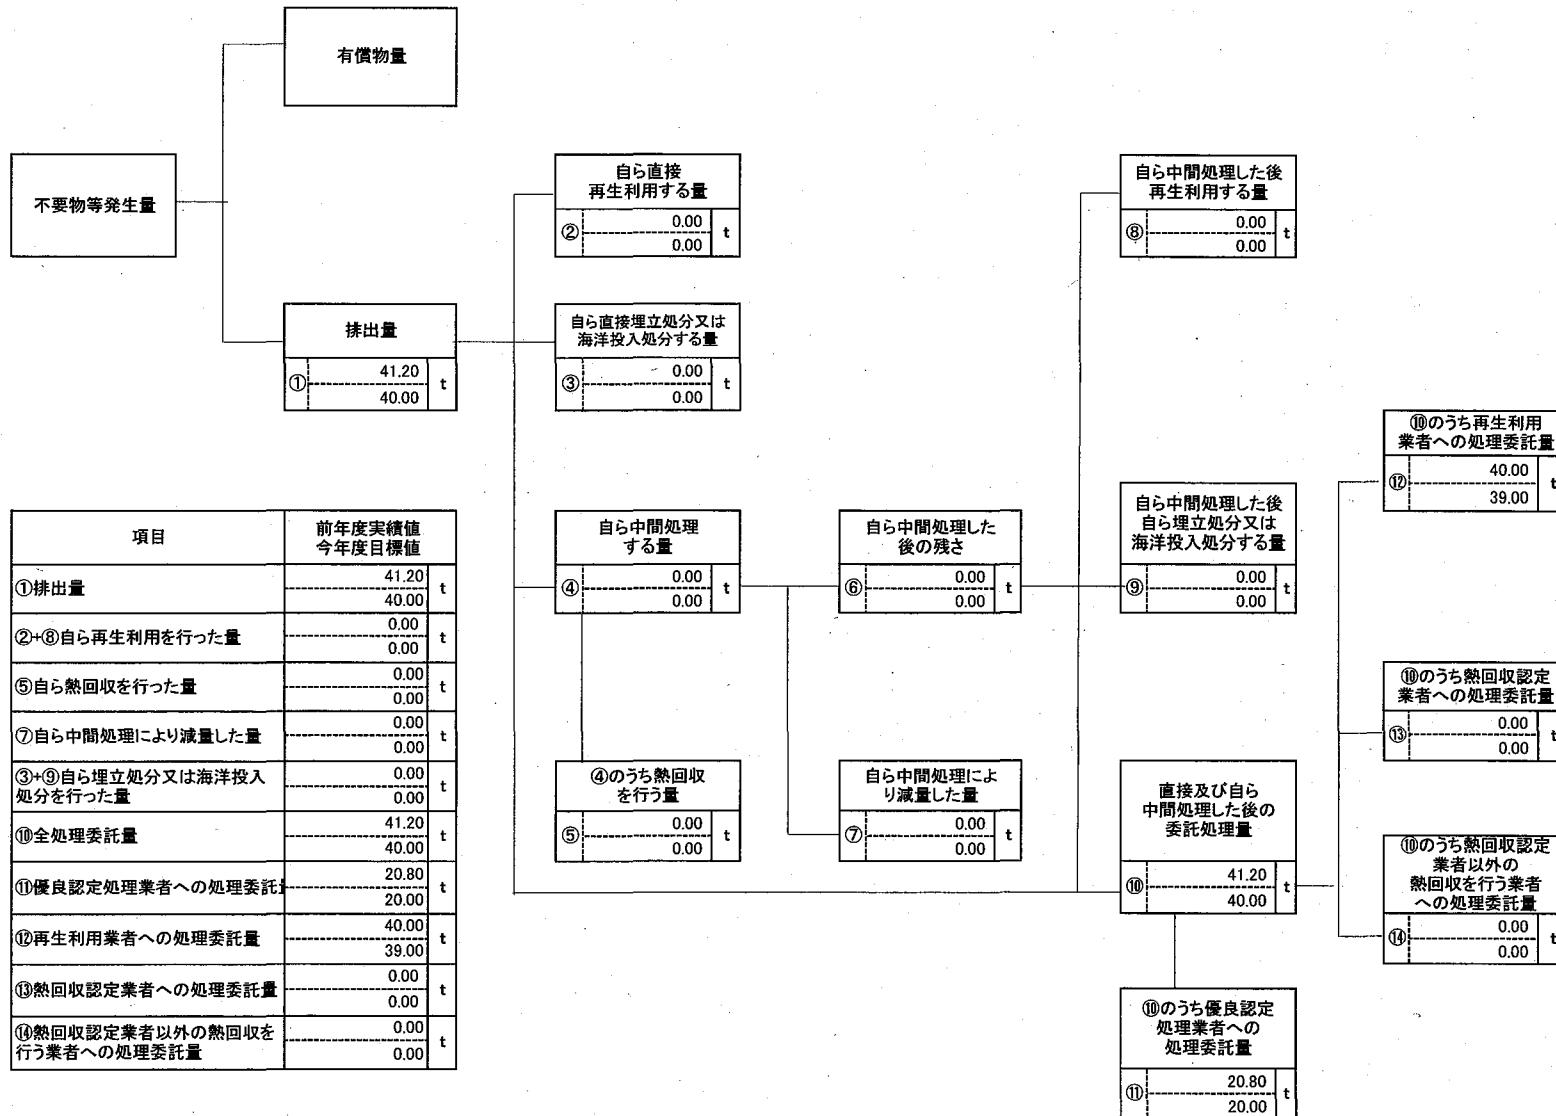 有償物量
不要物等発生量
排出量
①
41.20
40.00
t
自ら直接
再生利用する量
②
0.00
0.00
t
自ら直接埋立処分又は
海洋投入処分する量
③
0.00
0.00
t
自ら中間処理
する量
④
0.00
0.00
t
④のうち熱回収
を行う量
⑤
0.00
0.00
t
自ら中間処理した
後の残さ
⑥
0.00
0.00
t
自ら中間処理によ
り減量した量
⑦
0.00
0.00
t
自ら中間処理した後
再生利用する量
⑧
0.00
0.00
t
自ら中間処理した後
自ら埋立処分又は
海洋投入処分する量
⑨
0.00
0.00
t
直接及び自ら
中間処理した後の
委託処理量
⑩
41.20
40.00
t
⑩のうち優良認定
処理業者への
処理委託量
⑪
20.80
20.00
t
⑩のうち再生利用
業者への処理委託量
⑫
40.00
39.00
t
⑩のうち熱回収認定
業者への処理委託量
⑬
0.00
0.00
t
⑩のうち熱回収認定
業者以外の
熱回収を行う業者
への処理委託量
⑭
0.00
0.00
t
項目
前年度実績値
今年度目標値
①排出量
41.20
40.00
t
②+⑧自ら再生利用を行った量
0.00
0.00
t
⑤自ら熱回収を行った量
0.00
0.00
t
⑦自ら中間処理により減量した量
0.00
0.00
t
③+⑨自ら埋立処分又は海洋投入
処分を行った量
0.00
0.00
t
⑩全処理委託量
41.20
40.00
t
⑪優良認定処理業者への処理委託
20.80
20.00
t
⑫再生利用業者への処理委託量
40.00
39.00
t
⑬熱回収認定業者への処理委託量
0.00
0.00
t
⑭熱回収認定業者以外の熱回収を
行う業者への処理委託量
0.00
0.00
t